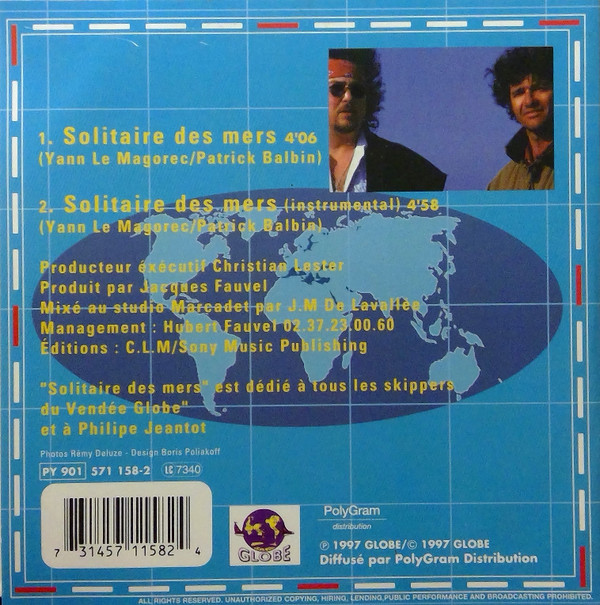 1. Solitaire des mers 4'06
(Yann Le Magorec/Patrick Balbin)
2. Solitaire des mers (instrumental) 4'58
(Yann Le Magorec/Patrick Balbin)
Producteur éxécutif Christian Lester
Produit par Jacques Fauvel
Mixé au studio Marcadet par J.M De Lavallée
Management : Hubert Fauvel 02.37.23.00.60
Éditions : C.L.M/Sony Music Publishing
"Solitaire des mers" est dédié à tous les skippers
du Vendée Globe"
et à Philipe Jeantot
Photos Rémy Deluze - Design Boris Poliakoff
PY 901 571 158-2 LC 7340
7 31457 11582 4
GLOBE
PolyGram
distribution
℗ 1997 GLOBE/© 1997 GLOBE
Diffusé par PolyGram Distribution
ALL RIGHTS RESERVED. UNAUTHORIZED COPYING, HIRING, LENDING, PUBLIC PERFORMANCE AND BROADCASTING PROHIBITED.